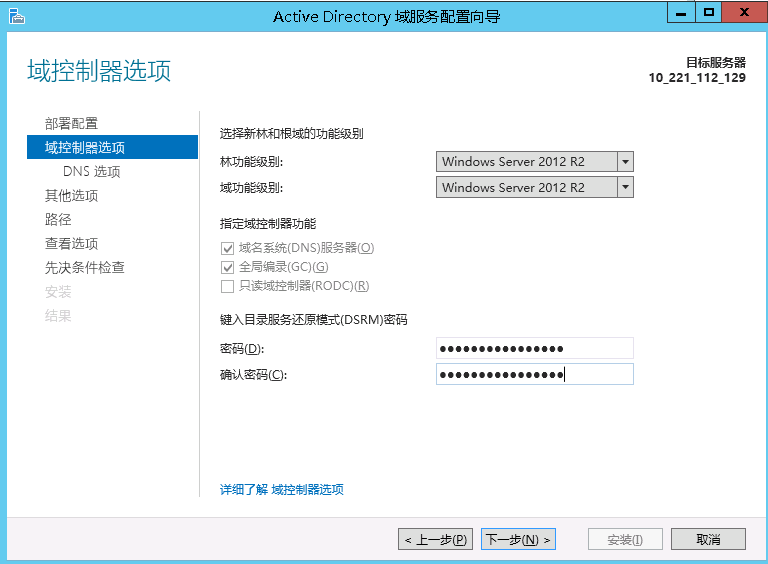 Active Directory 域服务配置向导
域控制器选项
目标服务器
10_221_112_129
部署配置
域控制器选项
DNS 选项
其他选项
路径
查看选项
先决条件检查
安装
结果
选择新林和根域的功能级别
林功能级别: Windows Server 2012 R2
域功能级别: Windows Server 2012 R2
指定域控制器功能
域名系统(DNS)服务器(O)
全局编录(GC)(G)
只读域控制器(RODC)(R)
键入目录服务还原模式(DSRM)密码
密码(D): ●●●●●●●●●●●●●●●●
确认密码(C): ●●●●●●●●●●●●●●●●
详细了解 域控制器选项
< 上一步(P) 下一步(N) > 安装(I) 取消